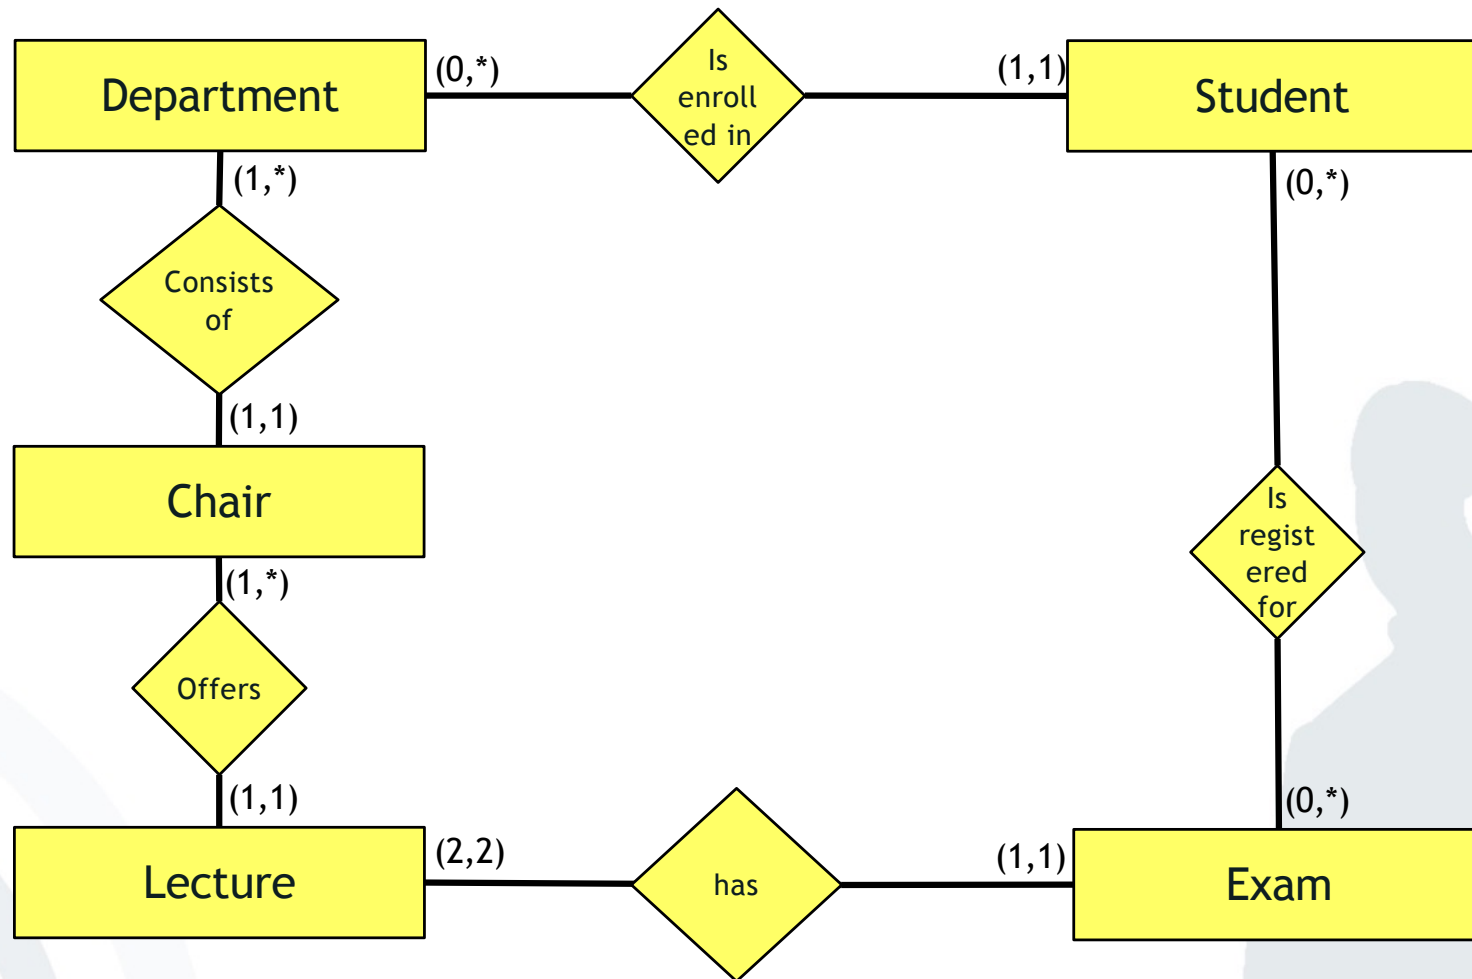 Department
(0,*)
Is
enroll
ed in
(1,1)
Student
(1,*)
(0,*)
Consists
of
(1,1)
Chair
Is
regist
ered
for
(1,*)
Offers
(1,1)
(0,*)
Lecture
(2,2)
has
(1,1)
Exam